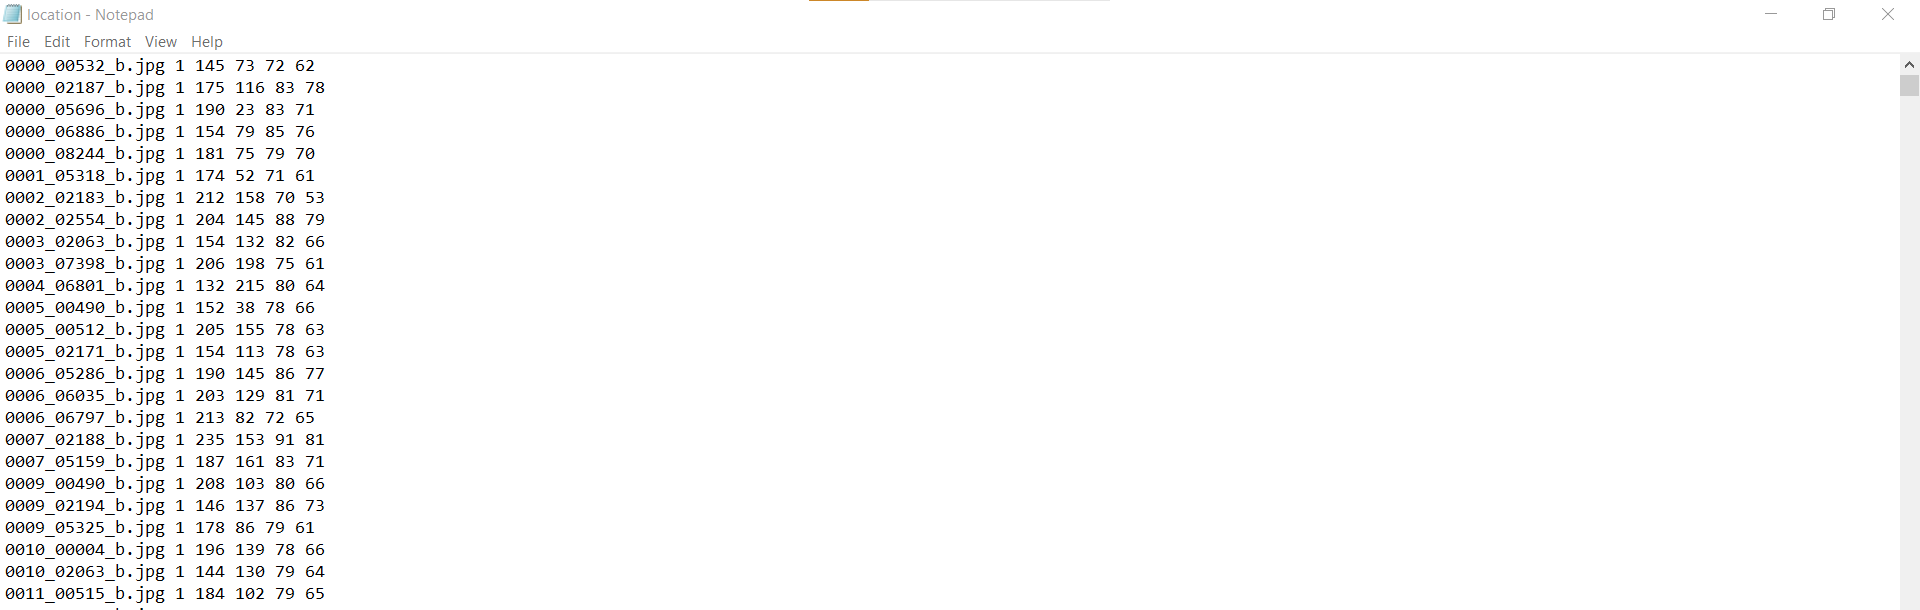 location - Notepad
File Edit Format View Help
0000_00532_b.jpg 1 145 73 72 62
0000_02187_b.jpg 1 175 116 83 78
0000_05696_b.jpg 1 190 23 83 71
0000_06886_b.jpg 1 154 79 85 76
0000_08244_b.jpg 1 181 75 79 70
0001_05318_b.jpg 1 174 52 71 61
0002_02183_b.jpg 1 212 158 70 53
0002_02554_b.jpg 1 204 145 88 79
0003_02063_b.jpg 1 154 132 82 66
0003_07398_b.jpg 1 206 198 75 61
0004_06801_b.jpg 1 132 215 80 64
0005_00490_b.jpg 1 152 38 78 66
0005_00512_b.jpg 1 205 155 78 63
0005_02171_b.jpg 1 154 113 78 63
0006_05286_b.jpg 1 190 145 86 77
0006_06035_b.jpg 1 203 129 81 71
0006_06797_b.jpg 1 213 82 72 65
0007_02188_b.jpg 1 235 153 91 81
0007_05159_b.jpg 1 187 161 83 71
0009_00490_b.jpg 1 208 103 80 66
0009_02194_b.jpg 1 146 137 86 73
0009_05325_b.jpg 1 178 86 79 61
0010_00004_b.jpg 1 196 139 78 66
0010_02063_b.jpg 1 144 130 79 64
0011_00515_b.jpg 1 184 102 79 65